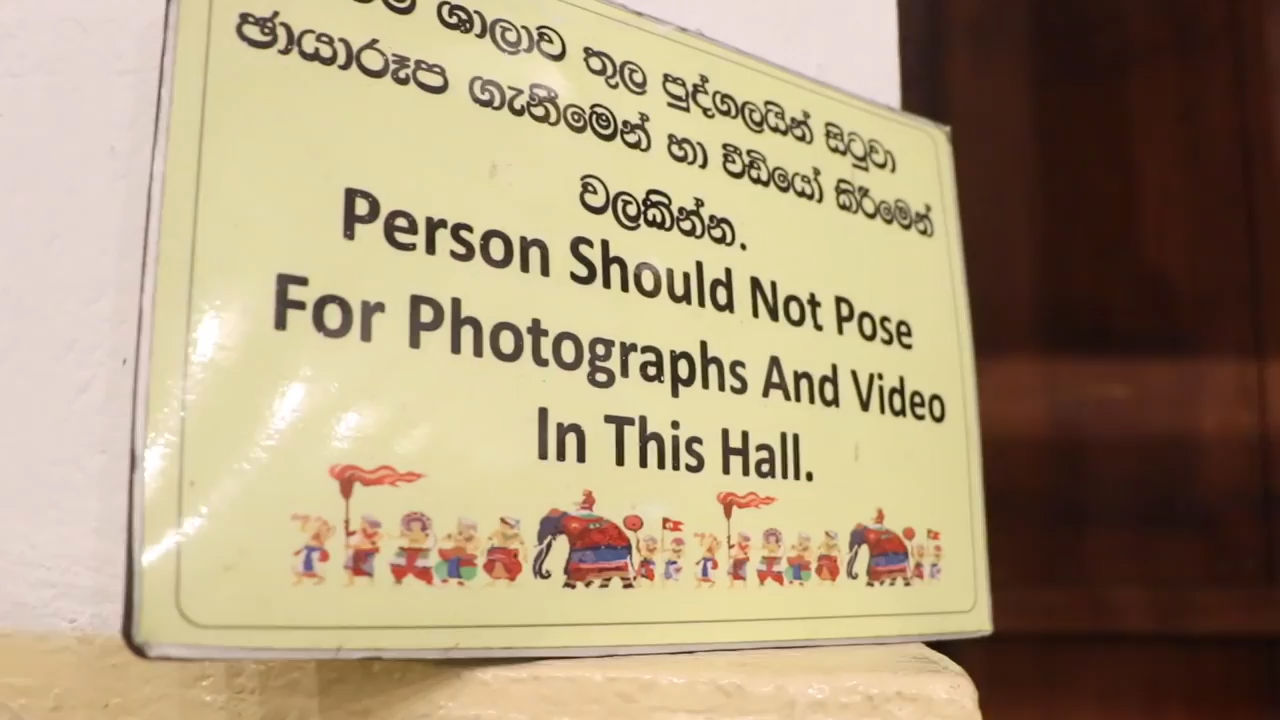 ශාලාව තුල පුද්ගලයින් සිටුවා
ඡායාරූප ගැනීමෙන් හා වීඩියෝ කිරීමෙන්
වලකින්න.
Person Should Not Pose
For Photographs And Video
In This Hall.